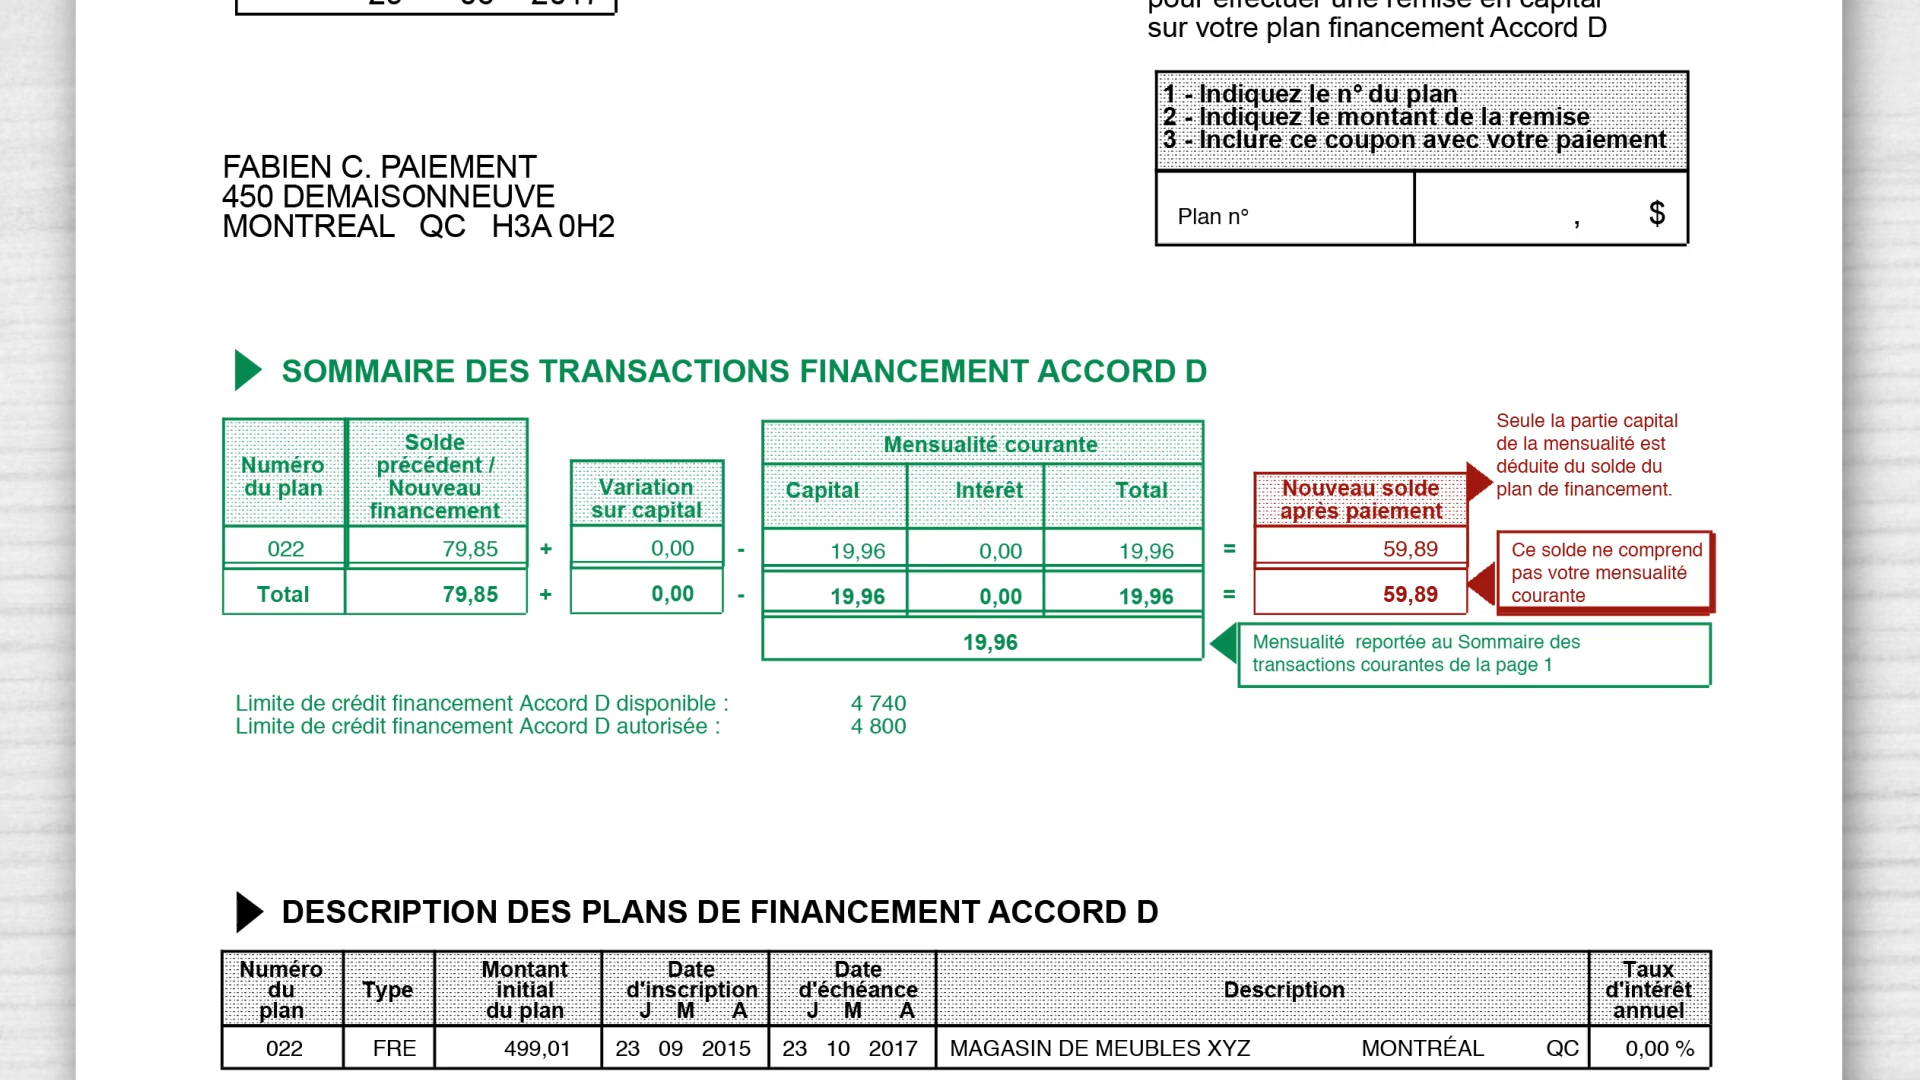 sur votre plan financement Accord D
1 - Indiquez le n° du plan
2 - Indiquez le montant de la remise
3 - Inclure ce coupon avec votre paiement
Plan n° , $
FABIEN C. PAIEMENT
450 DEMAISONNEUVE
MONTREAL QC H3A 0H2
SOMMAIRE DES TRANSACTIONS FINANCEMENT ACCORD D
Numéro
du plan
Solde
précédent /
Nouveau
financement
Variation
sur capital
Mensualité courante
Capital Intérêt Total
Nouveau solde
après paiement
Seule la partie capital
de la mensualité est
déduite du solde du
plan de financement.
022 79,85 + 0,00 - 19,96 0,00 19,96 = 59,89
Total 79,85 + 0,00 - 19,96 0,00 19,96 = 59,89
Ce solde ne comprend
pas votre mensualité
courante
19,96
Mensualité reportée au Sommaire des
transactions courantes de la page 1
Limite de crédit financement Accord D disponible : 4 740
Limite de crédit financement Accord D autorisée : 4 800
DESCRIPTION DES PLANS DE FINANCEMENT ACCORD D
Numéro
du
plan
Type
Montant
initial
du plan
Date
d'inscription
J M A
Date
d'échéance
J M A
Description
Taux
d'intérêt
annuel
022 FRE 499,01 23 09 2015 23 10 2017 MAGASIN DE MEUBLES XYZ MONTRÉAL QC 0,00 %